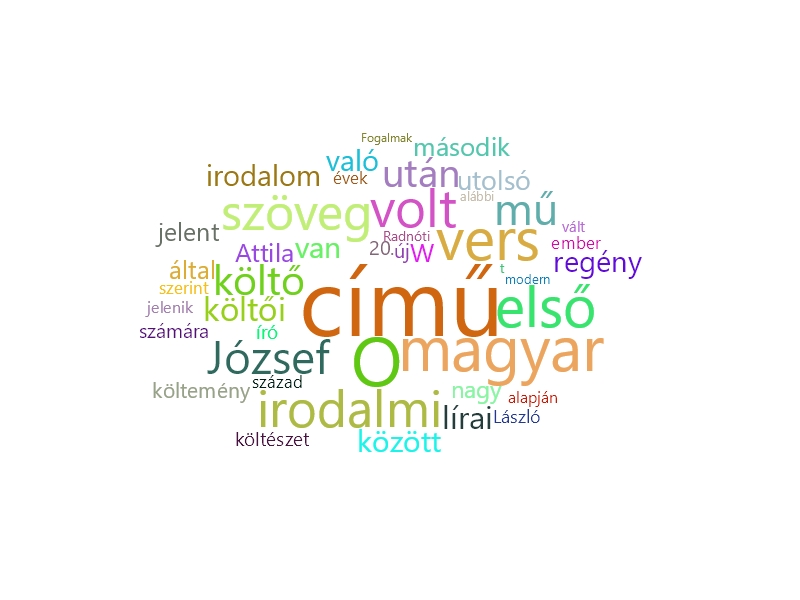 Fogalmak
második
való
irodalom
évek
után
utolsó
alábbi
szöveg
volt
mű
vált
jelent
Radnóti
vers
ember
Attila
van
20.
új
W
regény
által
t
modern
költő
szerint
című
első
jelenik
költői
számára
író
József
O
magyar
század
költemény
nagy
alapján
irodalmi
lírai
László
költészet
között